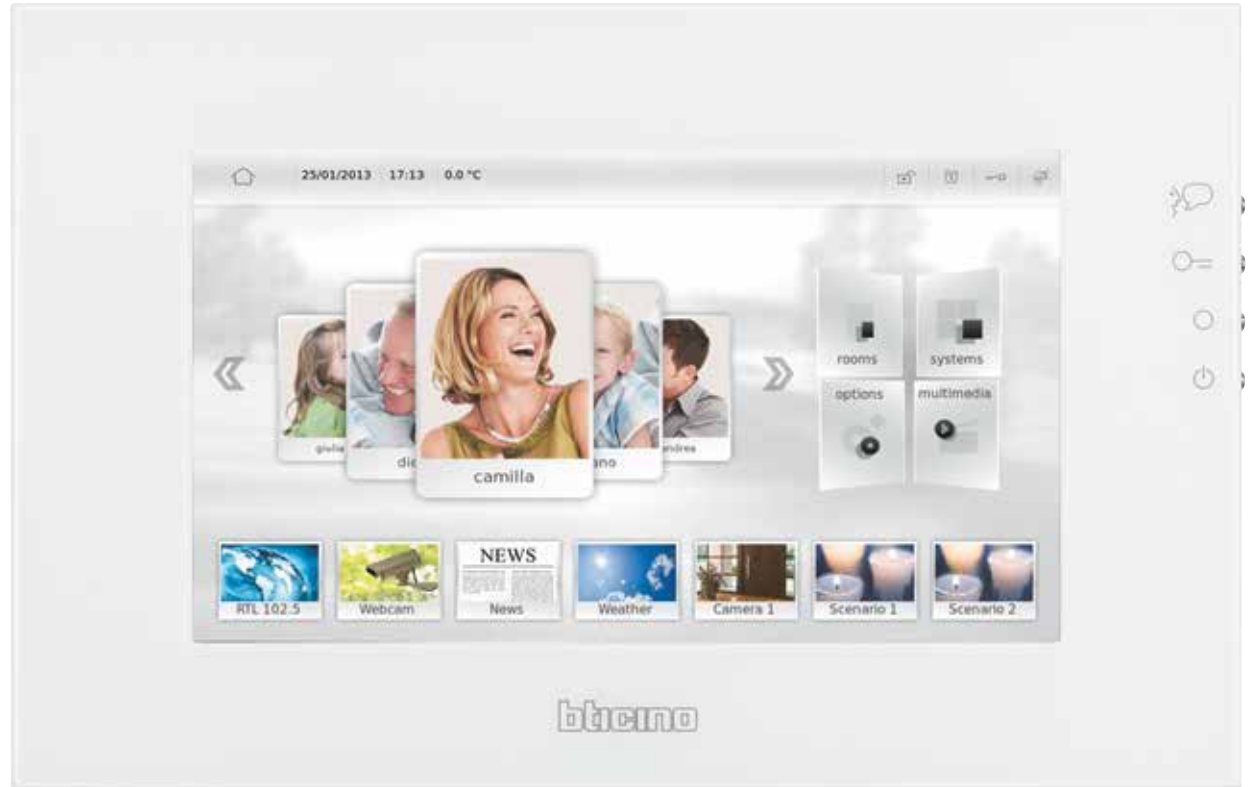 25/01/2013 17:13 0.0 °C
rooms systems
options multimedia
camilla
andrea
NEWS
RTL 102.5 Webcam News Weather Camera 1 Scenario 1 Scenario 2
bticino